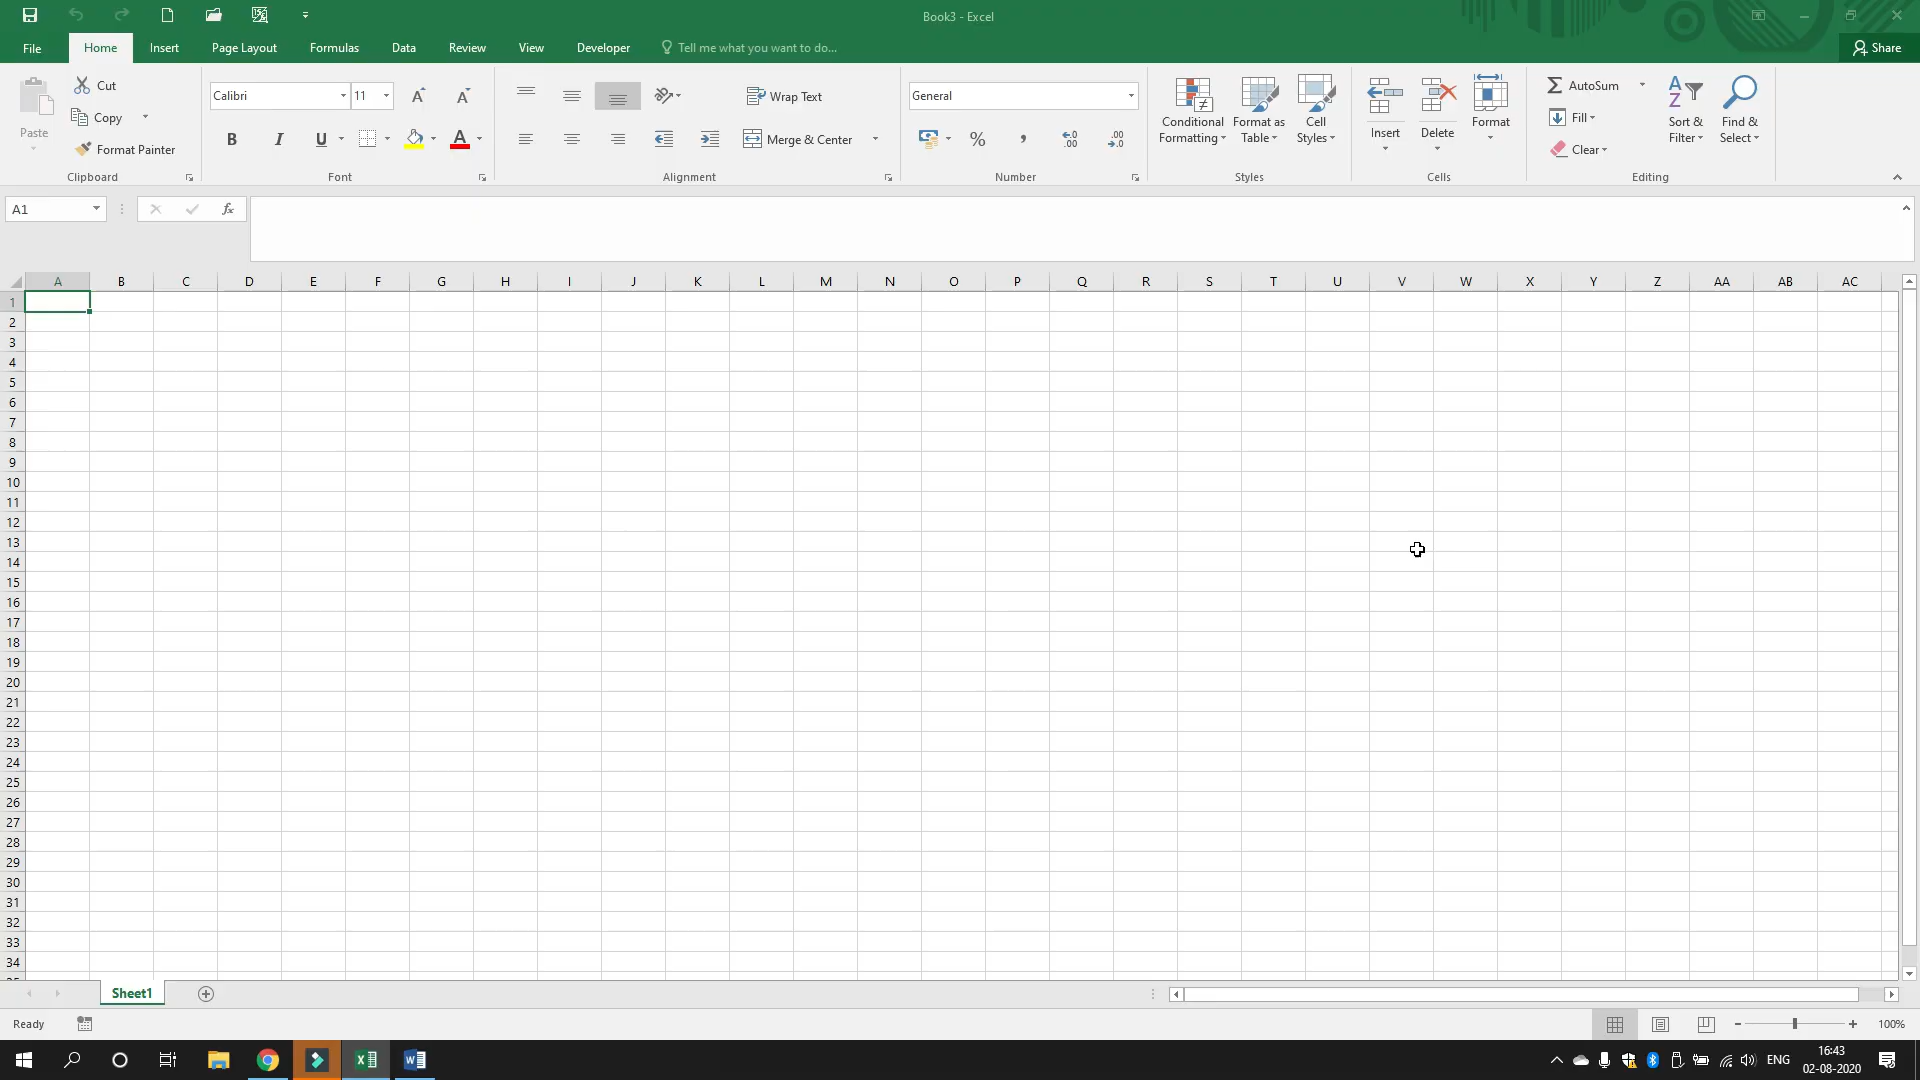 Book3 - Excel
File Home Insert Page Layout Formulas Data Review View Developer Tell me what you want to do... Share
Paste
Cut
Copy
Format Painter
Clipboard
Calibri 11
B I U A
Font
Wrap Text
Merge & Center
Alignment
General
% ,
Number
Conditional Formatting
Format as Table
Cell Styles
Styles
Insert
Delete
Format
Cells
AutoSum
Fill
Clear
Sort & Filter
Find & Select
Editing
A1 fx
A B C D E F G H I J K L M N O P Q R S T U V W X Y Z AA AB AC
1
2
3
4
5
6
7
8
9
10
11
12
13
14
15
16
17
18
19
20
21
22
23
24
25
26
27
28
29
30
31
32
33
34
Sheet1
Ready 100%
ENG
16:43
02-08-2020